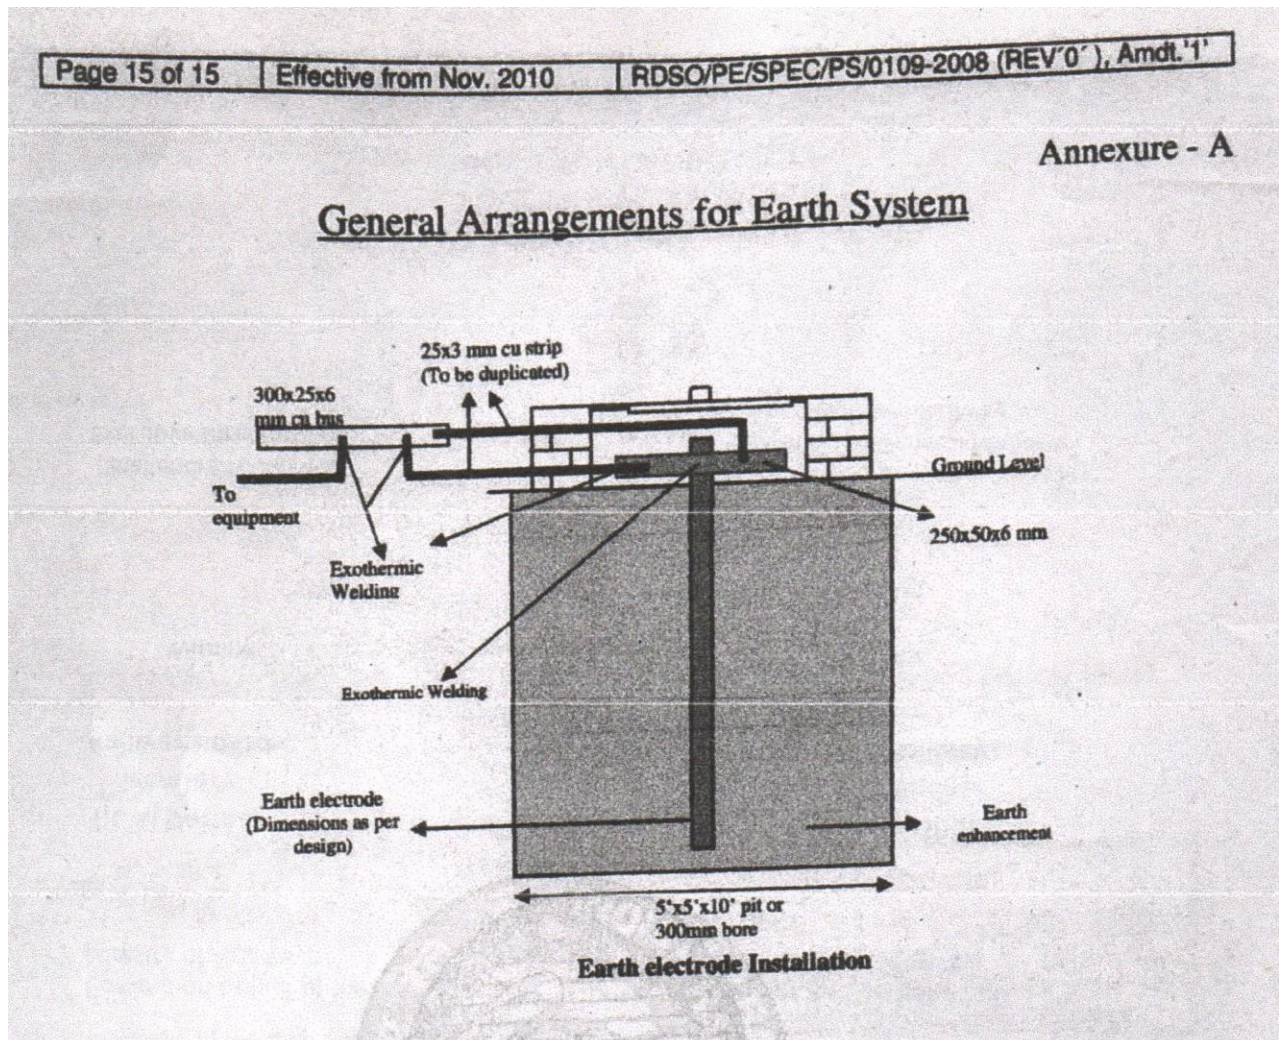 Page 15 of 15 Effective from Nov. 2010 RDSO/PE/SPEC/PS/0109-2008 (REV´0´ ), Amdt.'1'
Annexure - A
General Arrangements for Earth System
25x3 mm cu strip
(To be duplicated)
300x25x6
mm cu bus
To
equipment
Ground Level
250x50x6 mm
Exothermic
Welding
Exothermic Welding
Earth electrode
(Dimensions as per
design)
Earth
enhancement
5'x5'x10' pit or
300mm bore
Earth electrode Installation